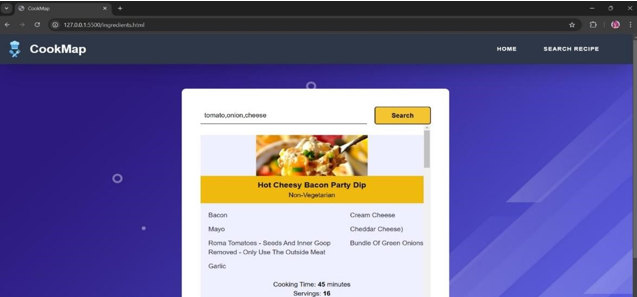 CookMap
127.0.0.1:5500/ingredients.html
CookMap
HOME SEARCH RECIPE
tomato,onion,cheese Search
Hot Cheesy Bacon Party Dip
Non-Vegetarian
Bacon Cream Cheese
Mayo Cheddar Cheese)
Roma Tomatoes - Seeds And Inner Goop Bundle Of Green Onions
Removed - Only Use The Outside Meat
Garlic
Cooking Time: 45 minutes
Servings: 16